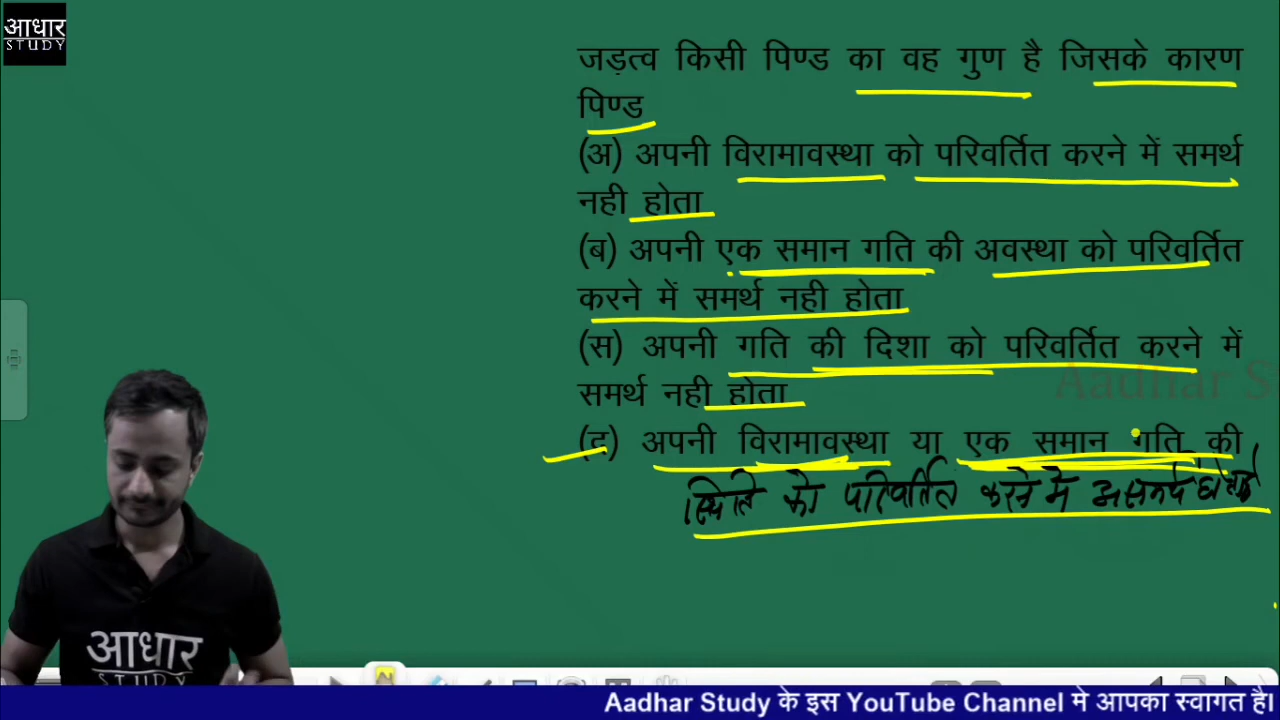 आधार
STUDY
जड़त्व किसी पिण्ड का वह गुण है जिसके कारण
पिण्ड
(अ) अपनी विरामावस्था को परिवर्तित करने में समर्थ
नही होता
(ब) अपनी एक समान गति की अवस्था को परिवर्तित
करने में समर्थ नही होता
(स) अपनी गति की दिशा को परिवर्तित करने में
समर्थ नही होता
Aadhar S
(द) अपनी विरामावस्था या एक समान गति की
स्थिति को परिवर्तित करने में असमर्थ
आधार
STUDY
Aadhar Study के इस YouTube Channel मे आपका स्वागत है।